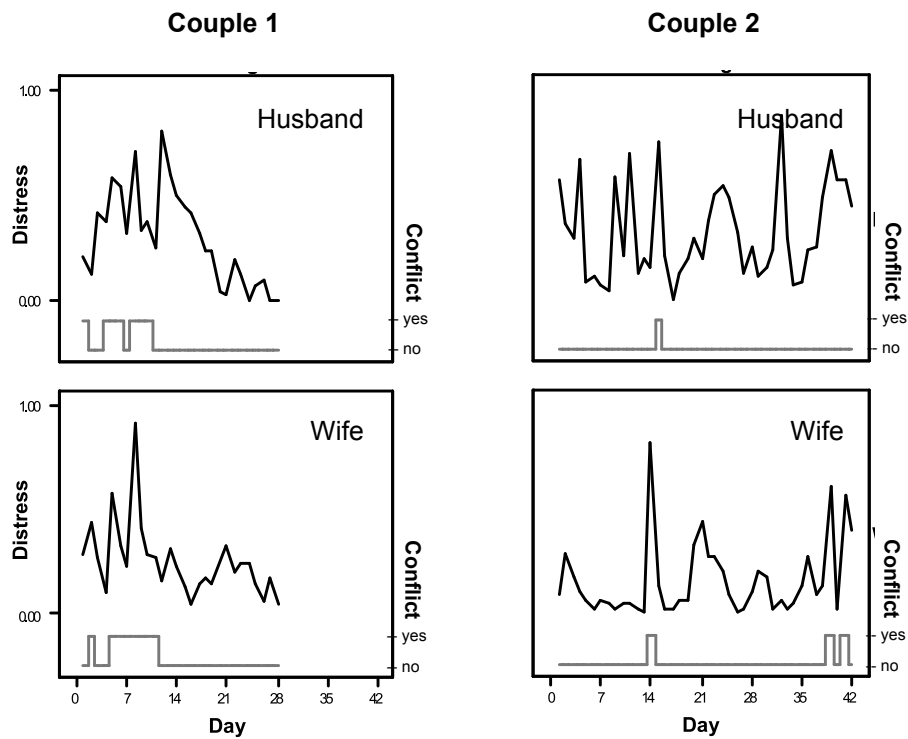 Couple 1
Couple 2
1.00
Husband
Distress
Conflict
0.00
yes
no
Husband
Conflict
yes
no
1.00
Wife
Distress
Conflict
0.00
yes
no
0 7 14 21 28 35 42
Day
Wife
Conflict
yes
no
0 7 14 21 28 35 42
Day